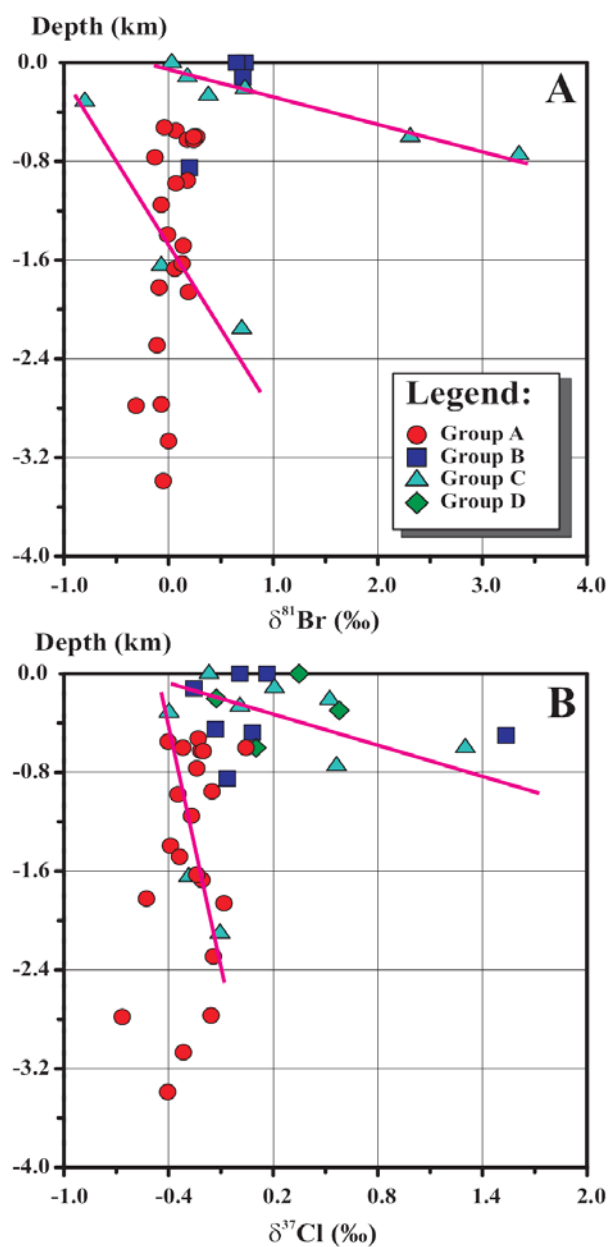 Depth (km)
0.0
A
-0.8
-1.6
-2.4
Legend:
Group A
Group B
Group C
Group D
-3.2
-4.0
-1.0 0.0 1.0 2.0 3.0 4.0
δ⁸¹Br (‰)
Depth (km)
0.0
B
-0.8
-1.6
-2.4
-3.2
-4.0
-1.0 -0.4 0.2 0.8 1.4 2.0
δ³⁷Cl (‰)